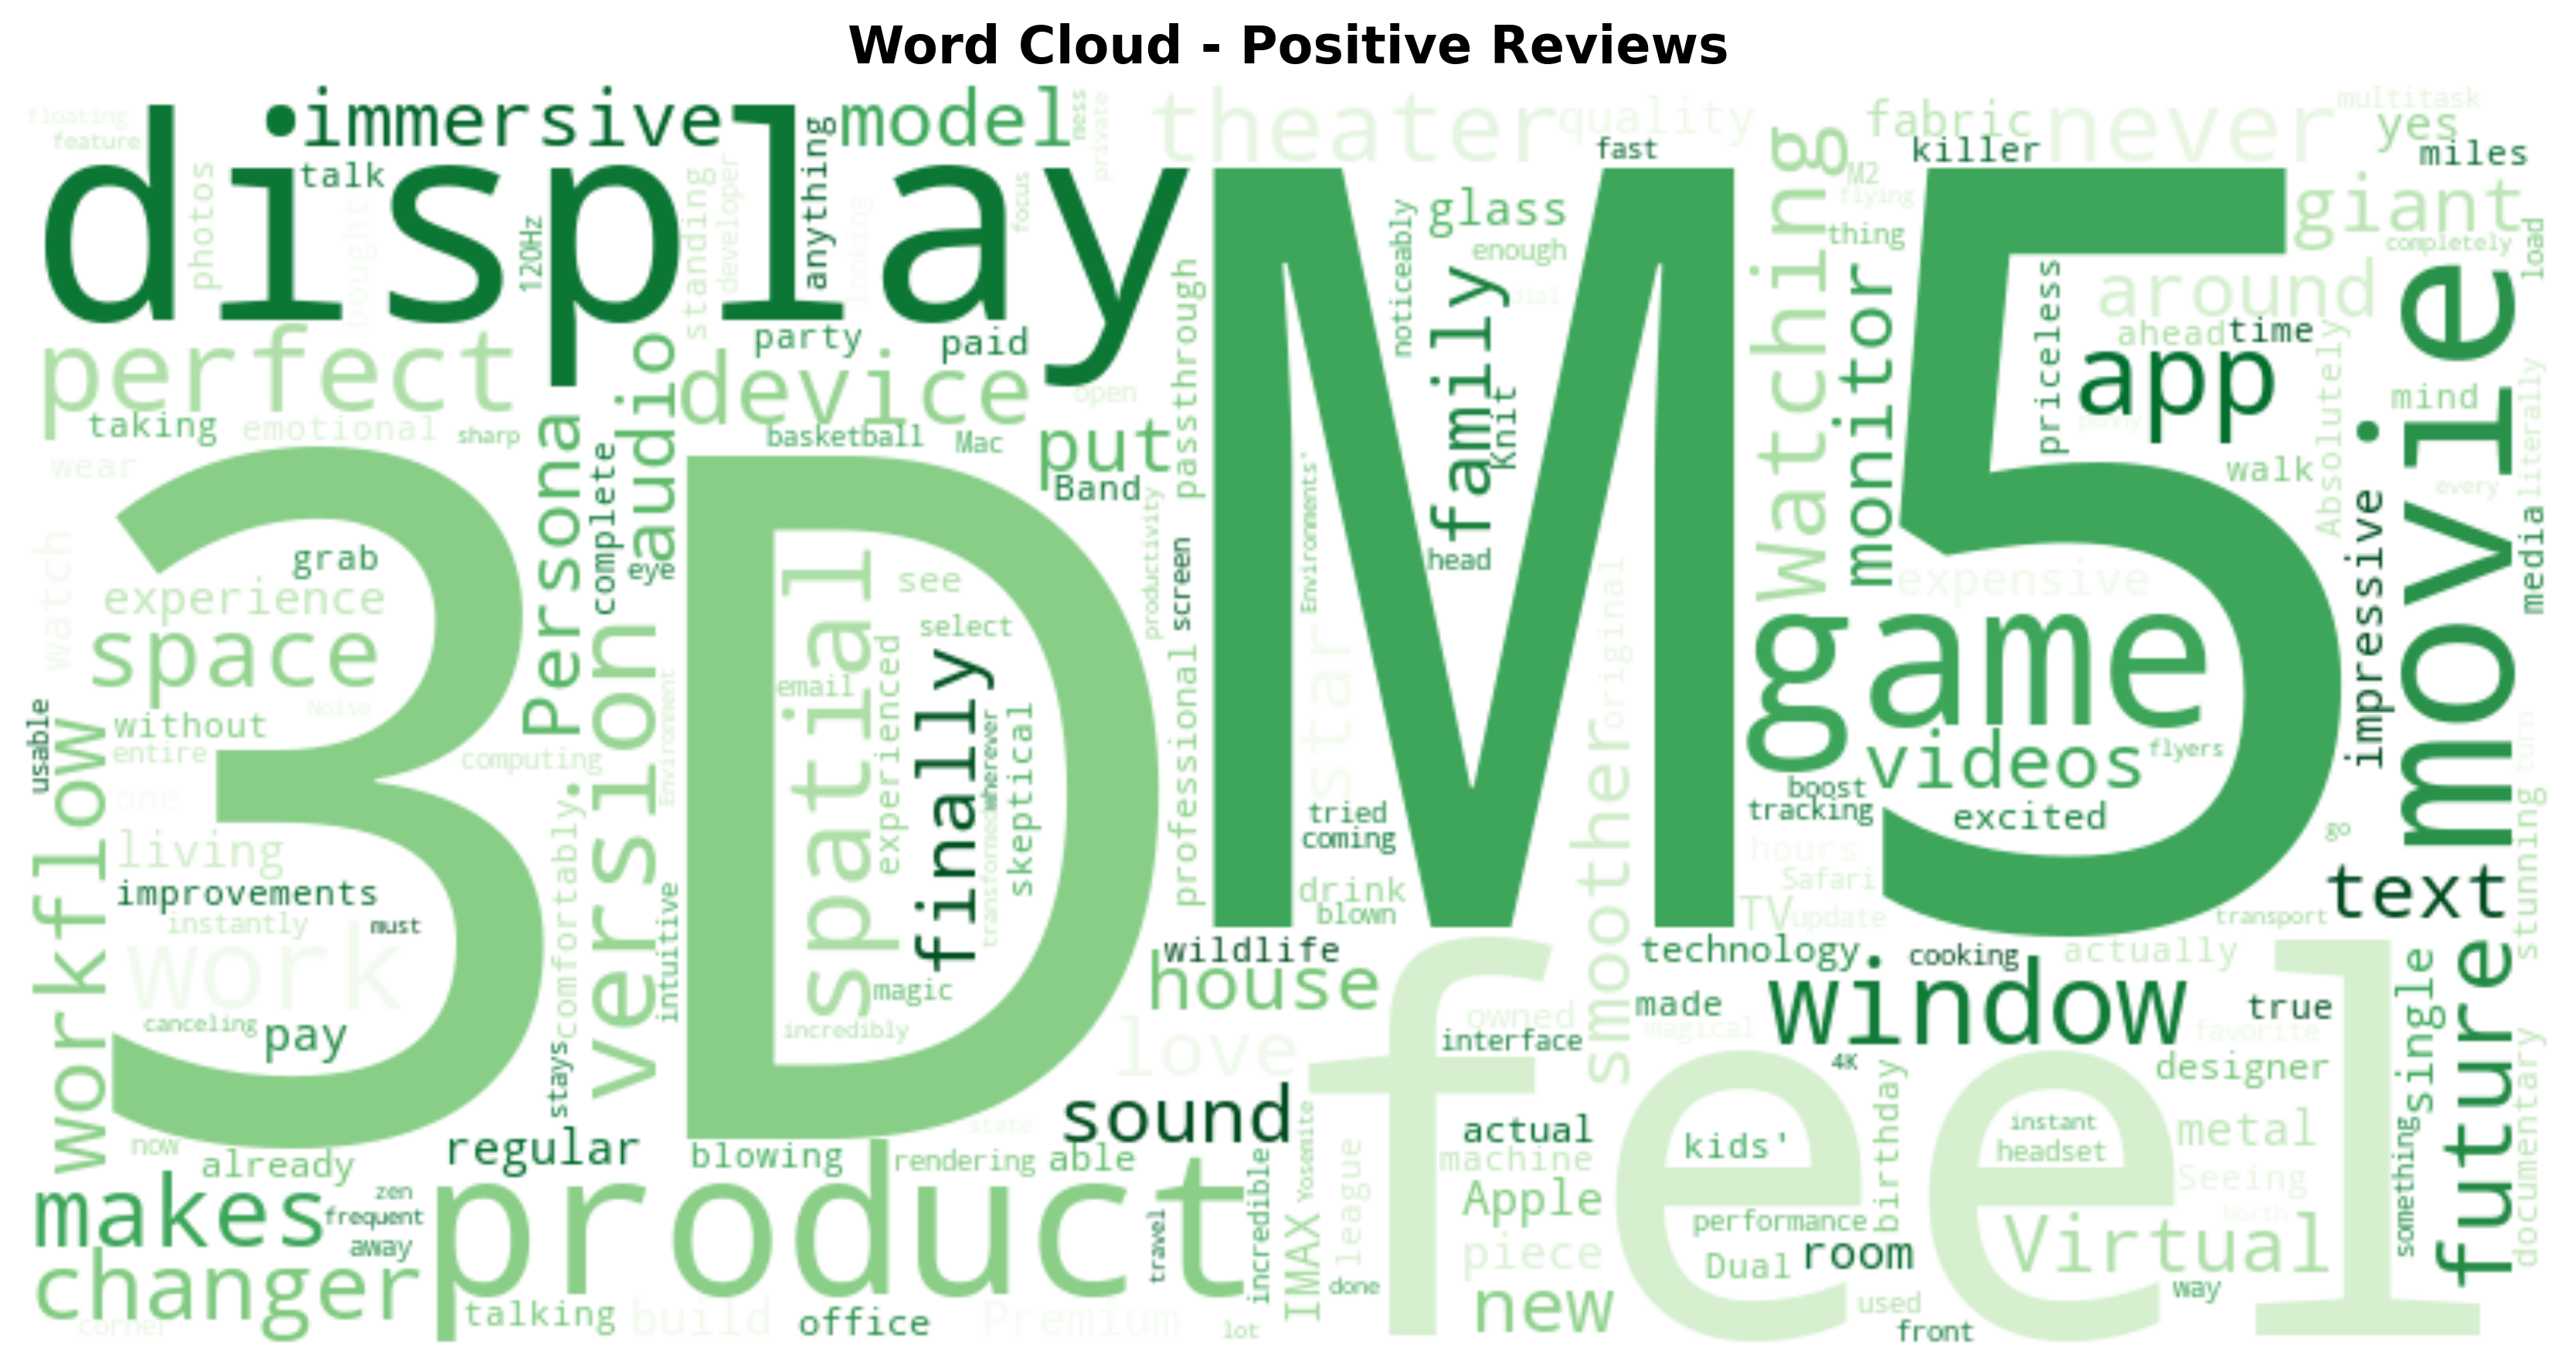 Word Cloud - Positive Reviews
floating
feature
immersive
talk
model
ness
private
theater
quality
fast
fabric
killer
never
multitask
yes
miles
display
photos
bought
120Hz
standing
developer
anything
looking
focus
M5
glass
enough
noticeably
family
Knit
head
watching
M2
flying
thing
monitor
giant
completely
load
around
ahead
time
priceless
app
Absolutely
movie
mind
literally
walk
every
media
impressive
perfect
party
paid
audio
device
open
taking
emotional
sharp
basketball
Mac
put
passthrough
Band
wear
Persona
complete
eye
3D
grab
experience
space
watch
Noise
without
entire
one
usable
workflow
computing
living
improvements
instantly
must
work
canceling
pay
comfortably
stays
version
Environment
intuitive
spatial
see
select
email
experienced
finally
wherever
transformed
skeptical
magic
incredibly
productivity
screen
professional
Environments'
star
original
smoother
tried
coming
drink
blown
expensive
game
videos
flyers
boost
tracking
excited
hours
Safari
TV
update
go
text
transport
stunning
turn
wildlife
house
technology
cooking
actually
window
made
magical
owned
interface
love
true
favorite
single
future
4K
designer
documentary
something
feel
state
sound
now
already
regular
blowing
rendering
able
actual
machine
kids'
birthday
instant
headset
metal
Seeing
Worth
makes
zen
frequent
away
changer
corner
product
travel
incredible
Yosemite
IMAX
league
Apple
piece
performance
Dual
room
Virtual
way
done
new
used
front
talking
build
office
Premium
lot